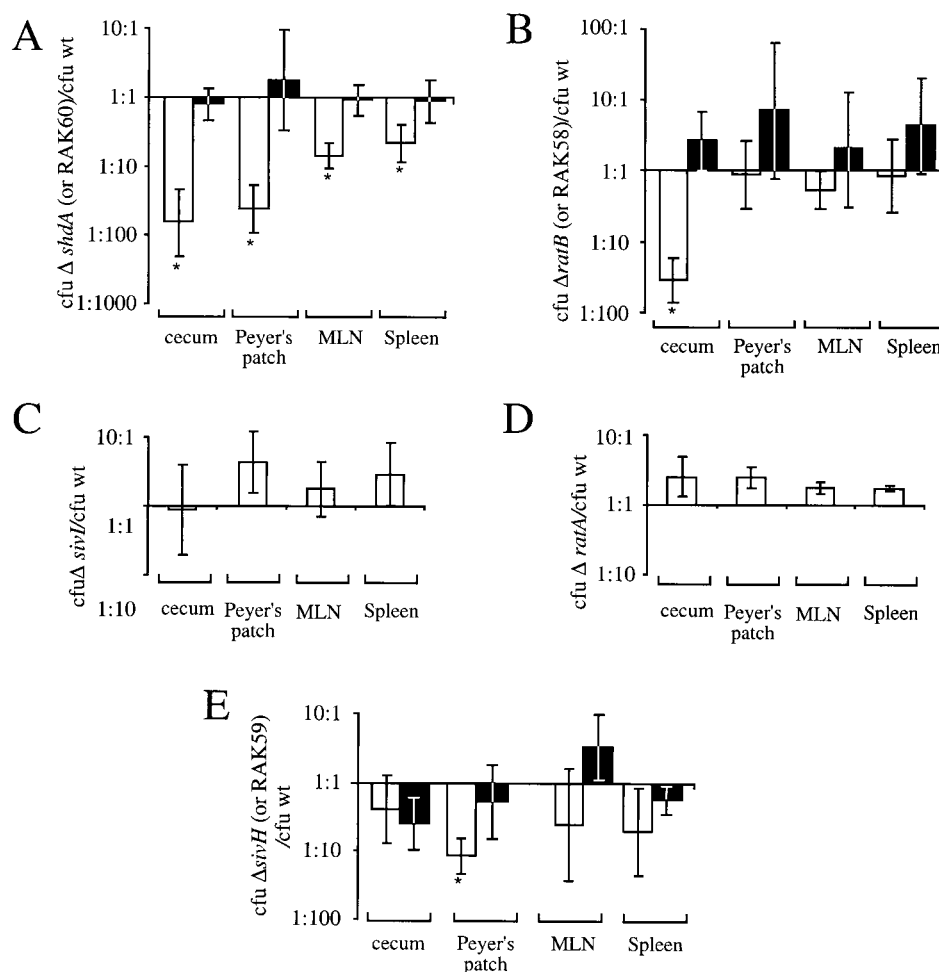 A
cfu Δ shdA (or RAK60)/cfu wt
10:1
1:1
1:10
1:100
1:1000
*
*
*
*
cecum
Peyer's
patch
MLN
Spleen
B
cfu ΔratB (or RAK58)/cfu wt
100:1
10:1
1:1
1:10
1:100
*
cecum
Peyer's
patch
MLN
Spleen
C
cfuΔ sivI/cfu wt
10:1
1:1
1:10
cecum
Peyer's
patch
MLN
Spleen
D
cfu Δ ratA/cfu wt
10:1
1:1
1:10
cecum
Peyer's
patch
MLN
Spleen
E
cfu ΔsivH (or RAK59)
/cfu wt
10:1
1:1
1:10
1:100
*
cecum
Peyer's
patch
MLN
Spleen